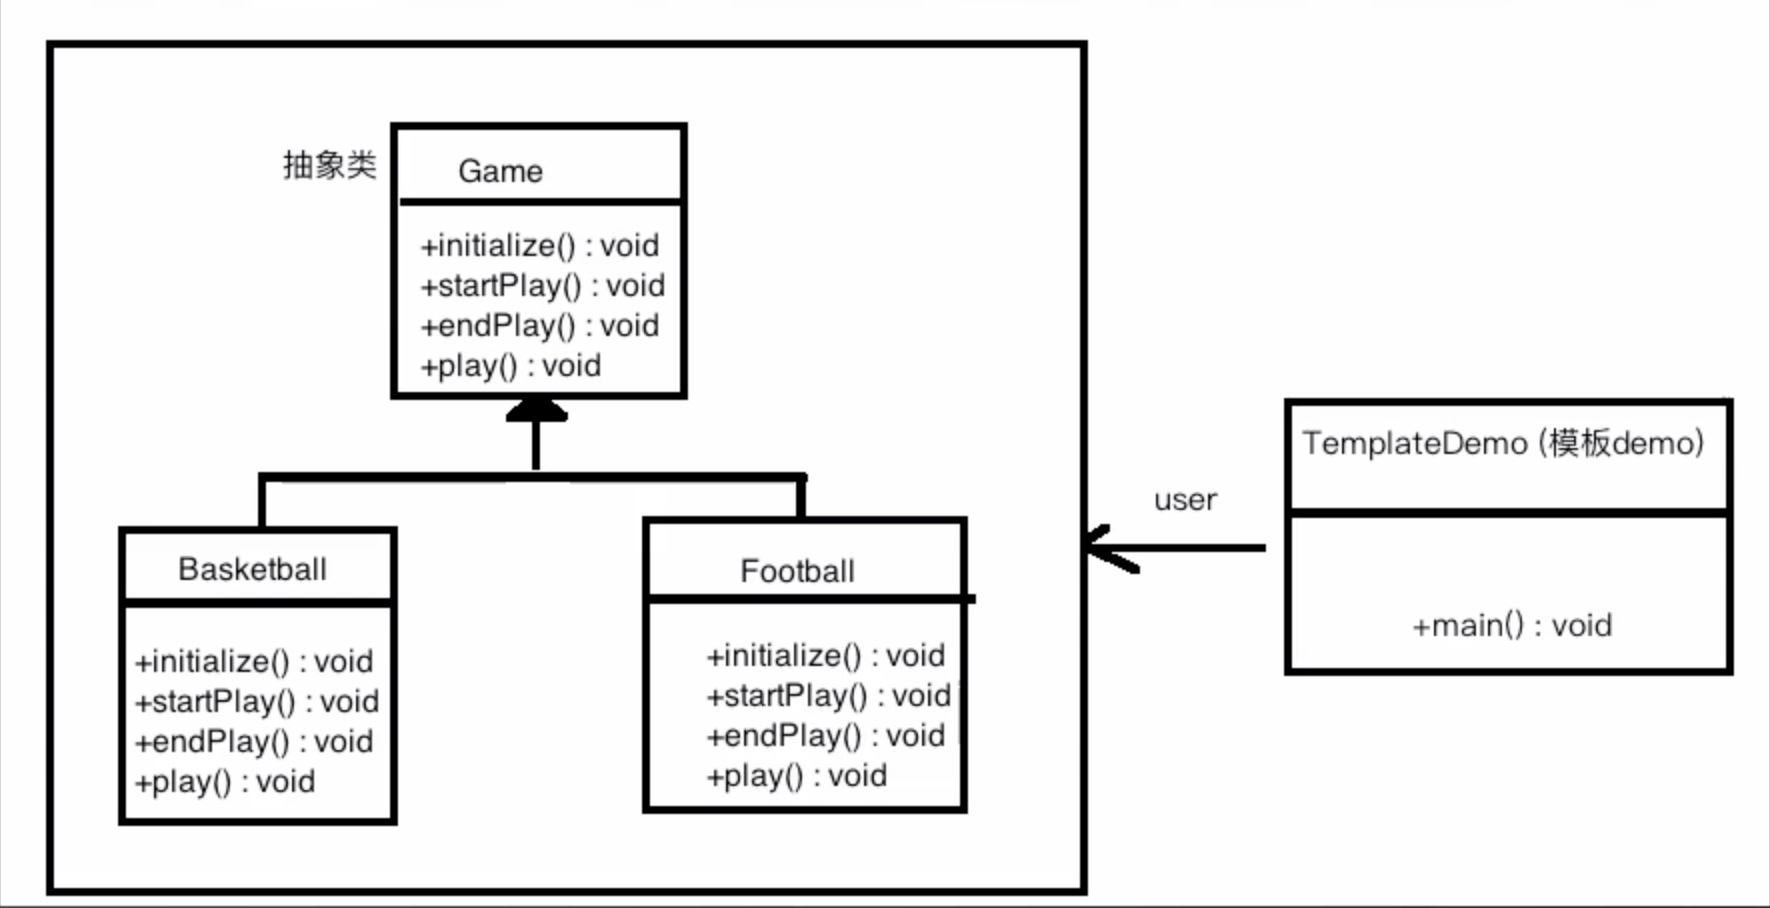 抽象类
Game
+initialize() : void
+startPlay() : void
+endPlay() : void
+play() : void
Basketball
+initialize() : void
+startPlay() : void
+endPlay() : void
+play() : void
Football
+initialize() : void
+startPlay() : void
+endPlay() : void
+play() : void
user
TemplateDemo (模板demo)
+main() : void